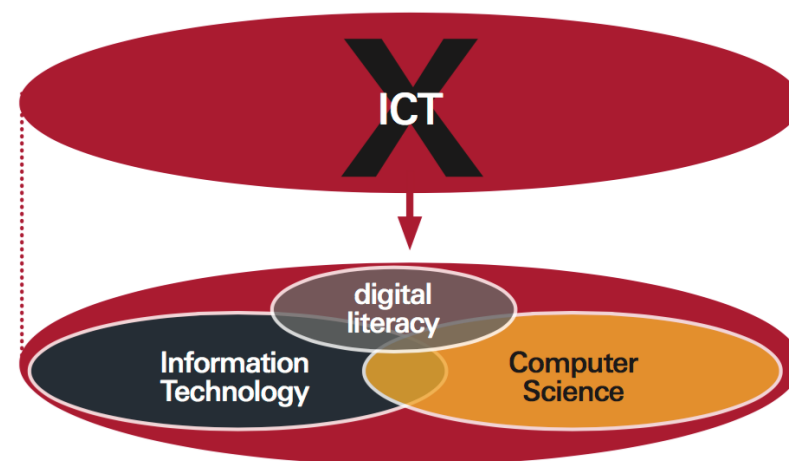 ICT
digital
literacy
Information
Technology
Computer
Science